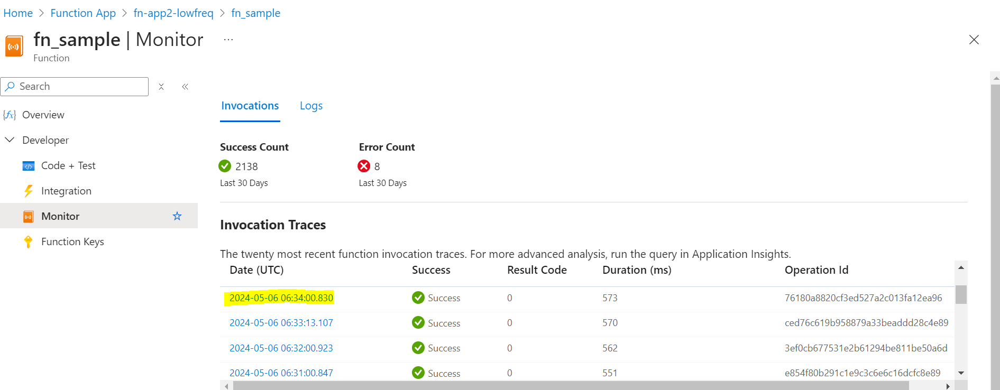 Home > Function App > fn-app2-lowfreq > fn_sample
fn_sample | Monitor ...
Function
Search
Overview
Developer
Code + Test
Integration
Monitor
Function Keys
Invocations Logs
Success Count Error Count
2138 8
Last 30 Days Last 30 Days
Invocation Traces
The twenty most recent function invocation traces. For more advanced analysis, run the query in Application Insights.
Date (UTC) Success Result Code Duration (ms) Operation Id
2024-05-06 06:34:00.830 Success 0 573 76180a8820cf3ed527a2c013fa12ea96
2024-05-06 06:33:13.107 Success 0 570 ced76c619b958879a33beaddd28c4e89
2024-05-06 06:32:00.923 Success 0 562 3ef0cb677531e2b61294be811be50a6d
2024-05-06 06:31:00.847 Success 0 551 e854f80b291c1e9c3c6e6c16dcfc8e89